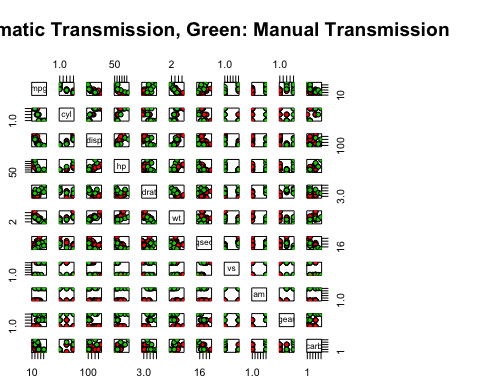 matic Transmission, Green: Manual Transmission
1.0 50 2 1.0 1.0
mpg
10
1.0
cyl
disp
100
50
hp
drat
3.0
2
wt
qsec
16
1.0
vs
am
1.0
1.0
gear
carb
1
10 100 3.0 16 1.0 1